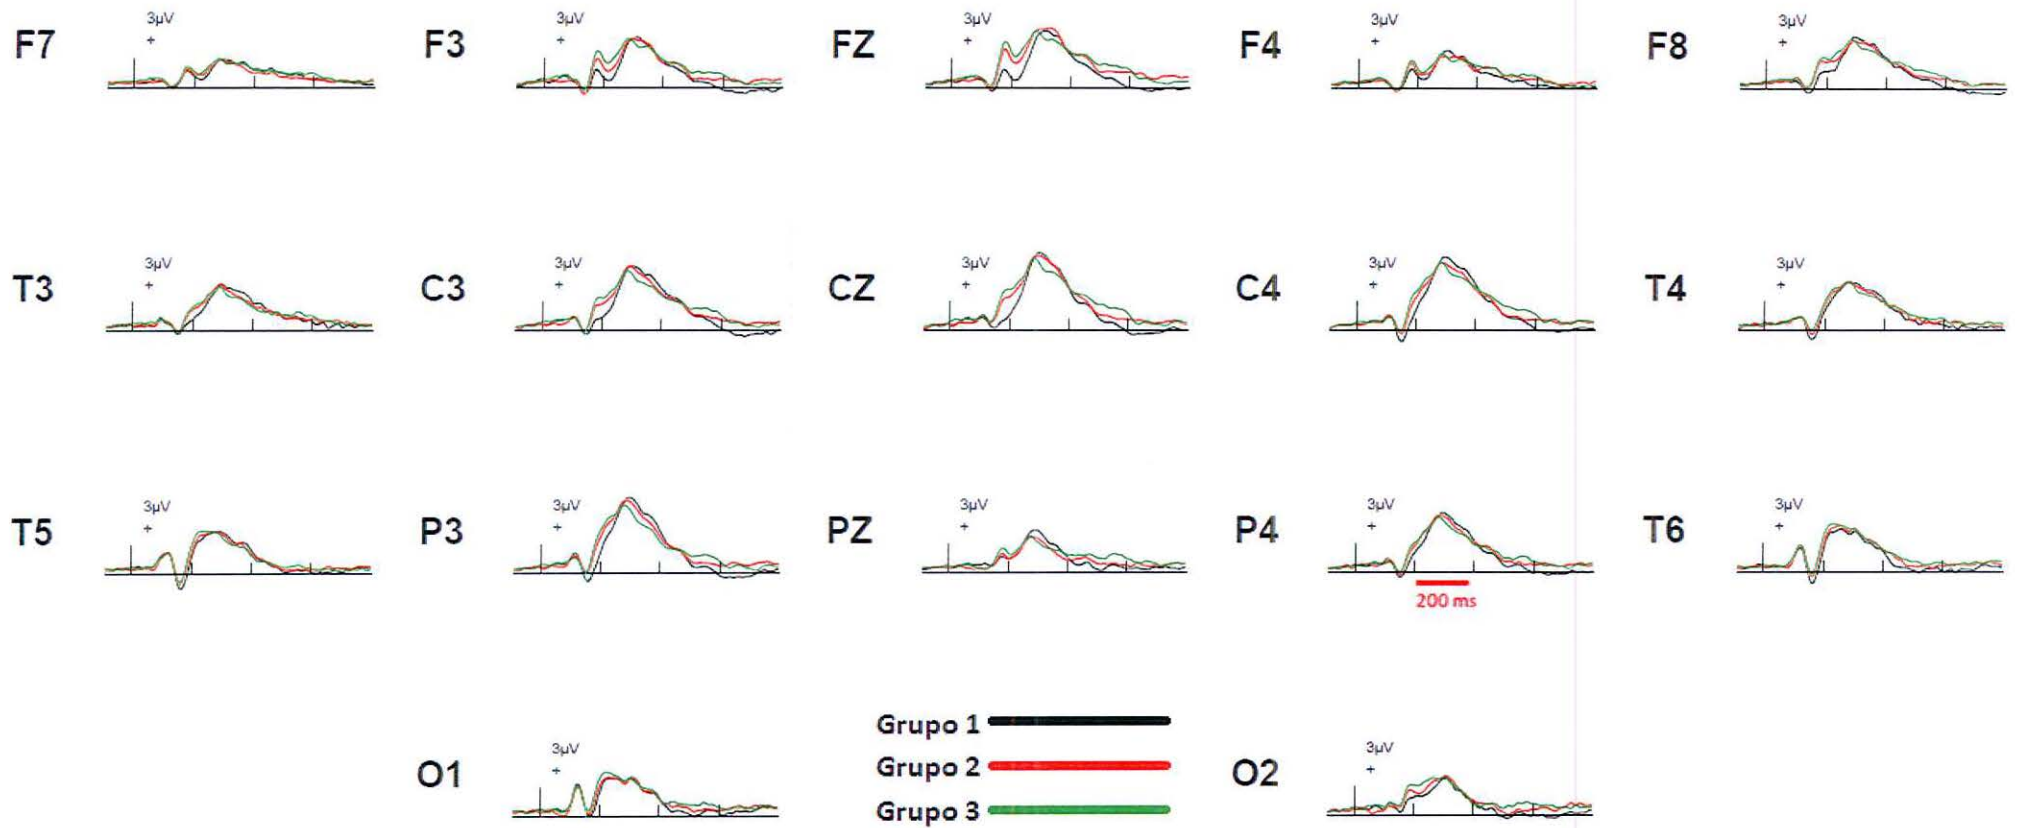 3µV
3µV
3µV
3µV
3µV
F7
F3
FZ
F4
F8
3µV
3µV
3µV
3µV
3µV
T3
C3
CZ
C4
T4
3µV
3µV
3µV
3µV
3µV
T5
P3
PZ
P4
T6
200 ms
Grupo 1
3µV
3µV
Grupo 2
O1
O2
Grupo 3